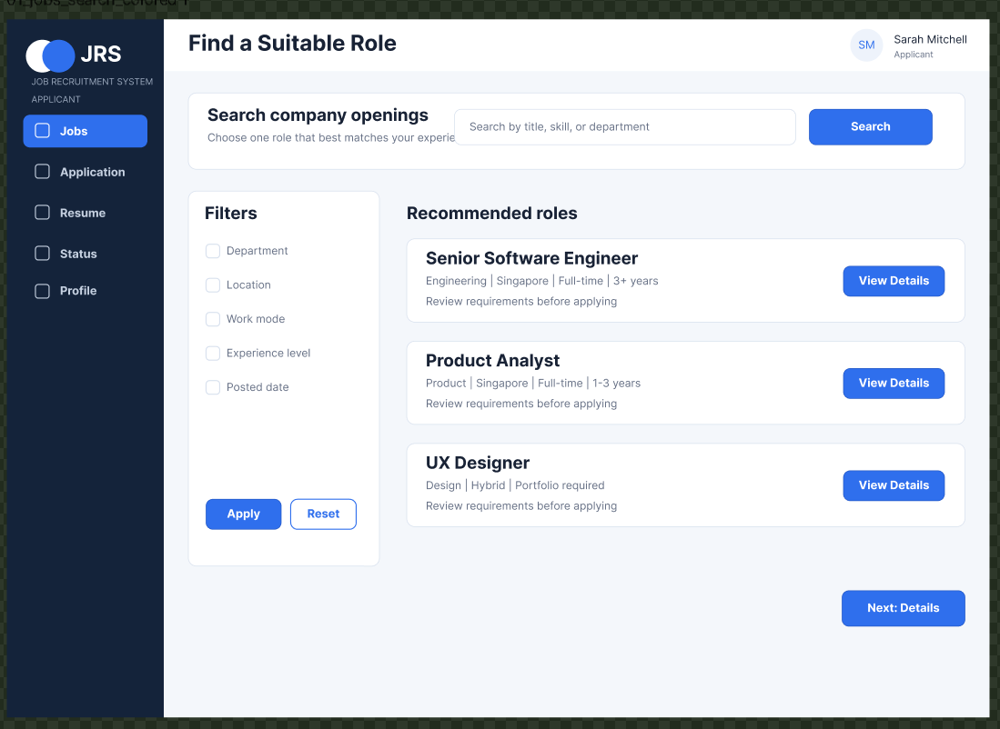 01_jobs_search_colored 1
JRS
JOB RECRUITMENT SYSTEM
APPLICANT
Jobs
Application
Resume
Status
Profile
Find a Suitable Role
SM
Sarah Mitchell
Applicant
Search company openings
Choose one role that best matches your experie
Search by title, skill, or department
Search
Filters
Department
Location
Work mode
Experience level
Posted date
Apply
Reset
Recommended roles
Senior Software Engineer
Engineering | Singapore | Full-time | 3+ years
Review requirements before applying
View Details
Product Analyst
Product | Singapore | Full-time | 1-3 years
Review requirements before applying
View Details
UX Designer
Design | Hybrid | Portfolio required
Review requirements before applying
View Details
Next: Details